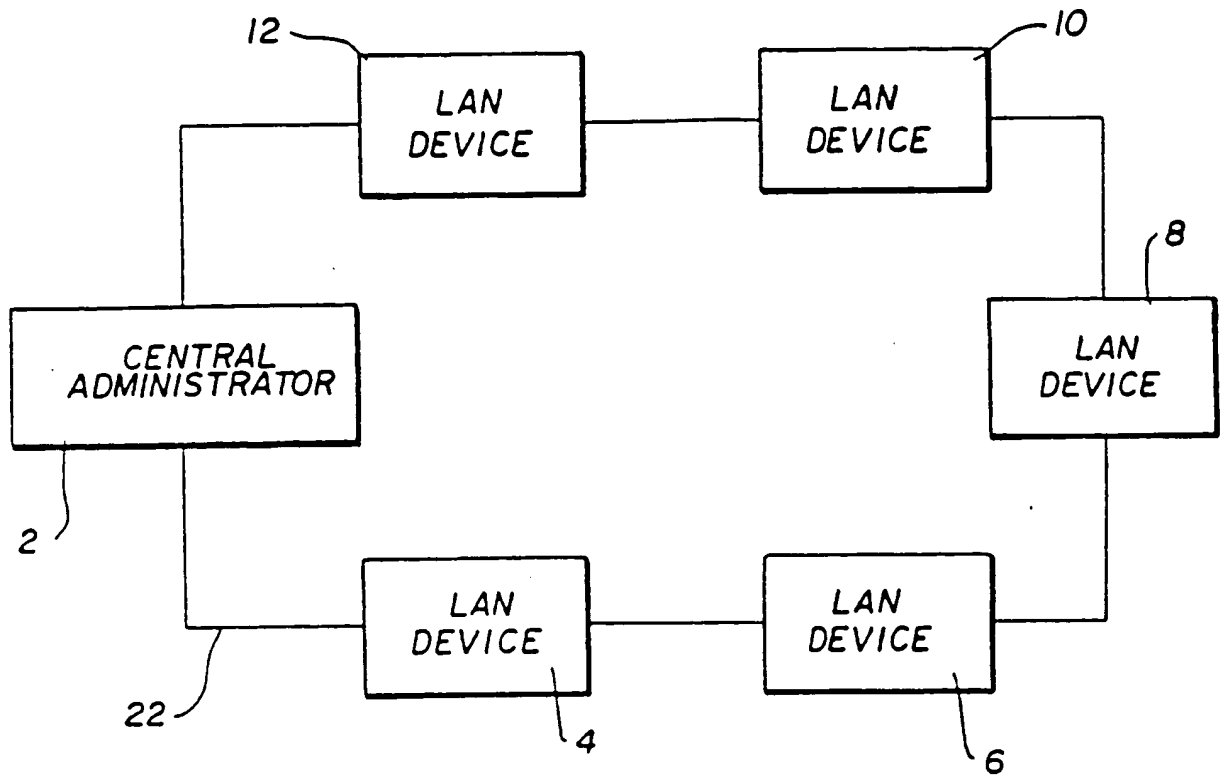 12
LAN
DEVICE
10
LAN
DEVICE
8
LAN
DEVICE
CENTRAL
ADMINISTRATOR
2
22
LAN
DEVICE
4
LAN
DEVICE
6